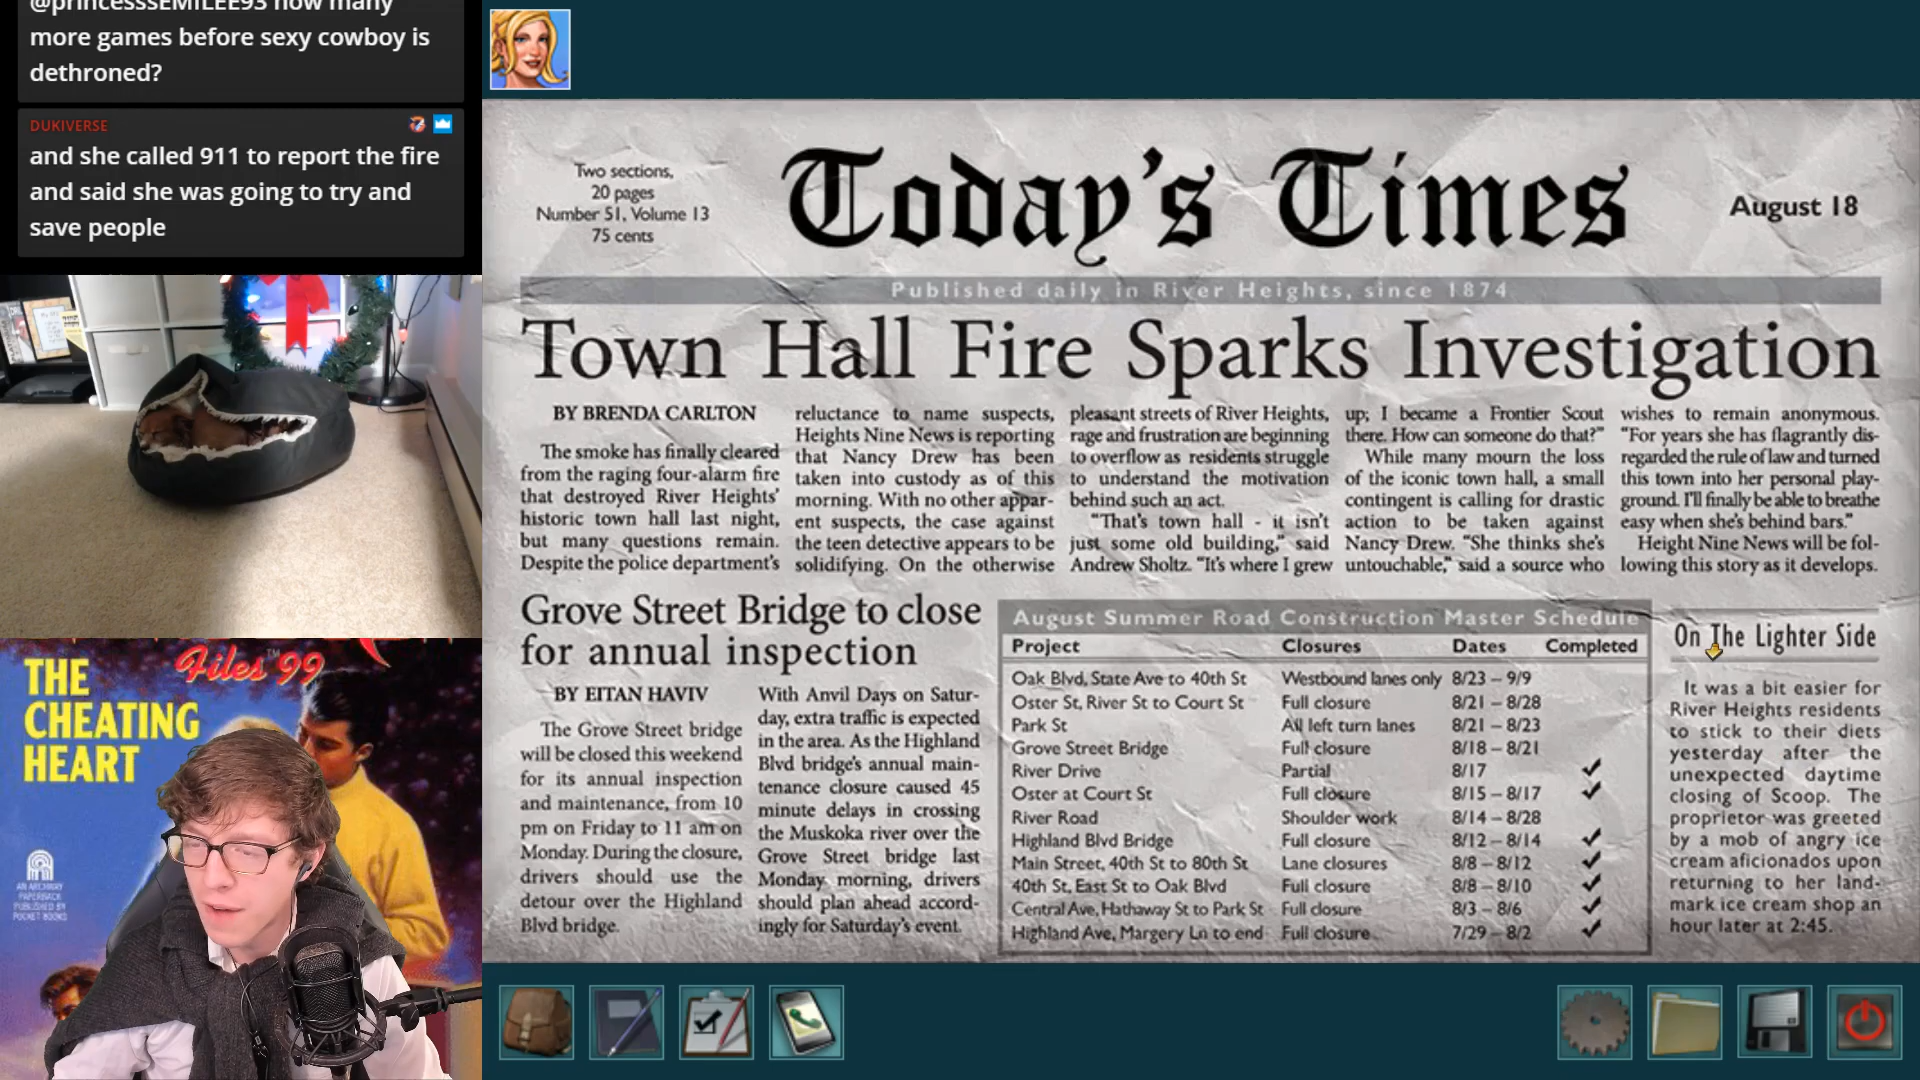 @princesssEMILEE93 how many
more games before sexy cowboy is
dethroned?
DUKIVERSE
and she called 911 to report the fire
and said she was going to try and
save people
Files 99
THE
CHEATING
HEART
AN ARCHWAY
PAPERBACK
PUBLISHED BY
POCKET BOOKS
Two sections,
20 pages
Number 51, Volume 13
75 cents
Today's Times
August 18
Published daily in River Heights, since 1874
Town Hall Fire Sparks Investigation
BY BRENDA CARLTON
The smoke has finally cleared
from the raging four-alarm fire
that destroyed River Heights'
historic town hall last night,
but many questions remain.
Despite the police department's
reluctance to name suspects,
Heights Nine News is reporting
that Nancy Drew has been
taken into custody as of this
morning. With no other appar-
ent suspects, the case against
the teen detective appears to be
solidifying. On the otherwise
pleasant streets of River Heights,
rage and frustration are beginning
to overflow as residents struggle
to understand the motivation
behind such an act.
"That's town hall - it isn't
just some old building," said
Andrew Sholtz. "It's where I grew
up; I became a Frontier Scout
there. How can someone do that?"
While many mourn the loss
of the iconic town hall, a small
contingent is calling for drastic
action to be taken against
Nancy Drew. "She thinks she's
untouchable," said a source who
wishes to remain anonymous.
"For years she has flagrantly dis-
regarded the rule of law and turned
this town into her personal play-
ground. I'll finally be able to breathe
easy when she's behind bars."
Height Nine News will be fol-
lowing this story as it develops.
Grove Street Bridge to close
for annual inspection
BY EITAN HAVIV
The Grove Street bridge
will be closed this weekend
for its annual inspection
and maintenance, from 10
pm on Friday to 11 am on
Monday. During the closure,
drivers should use the
detour over the Highland
Blvd bridge.
With Anvil Days on Satur-
day, extra traffic is expected
in the area. As the Highland
Blvd bridge's annual main-
tenance closure caused 45
minute delays in crossing
the Muskoka river over the
Grove Street bridge last
Monday morning, drivers
should plan ahead accord-
ingly for Saturday's event.
August Summer Road Construction Master Schedule
Project Closures Dates Completed
Oak Blvd, State Ave to 40th St Westbound lanes only 8/23 – 9/9
Oster St, River St to Court St Full closure 8/21 – 8/28
Park St All left turn lanes 8/21 – 8/23
Grove Street Bridge Full closure 8/18 – 8/21
River Drive Partial 8/17 ✓
Oster at Court St Full closure 8/15 – 8/17 ✓
River Road Shoulder work 8/14 – 8/28
Highland Blvd Bridge Full closure 8/12 – 8/14 ✓
Main Street, 40th St to 80th St Lane closures 8/8 – 8/12 ✓
40th St, East St to Oak Blvd Full closure 8/8 – 8/10 ✓
Central Ave, Hathaway St to Park St Full closure 8/3 – 8/6 ✓
Highland Ave, Margery Ln to end Full closure 7/29 – 8/2 ✓
On The Lighter Side
It was a bit easier for
River Heights residents
to stick to their diets
yesterday after the
unexpected daytime
closing of Scoop. The
proprietor was greeted
by a mob of angry ice
cream aficionados upon
returning to her land-
mark ice cream shop an
hour later at 2:45.